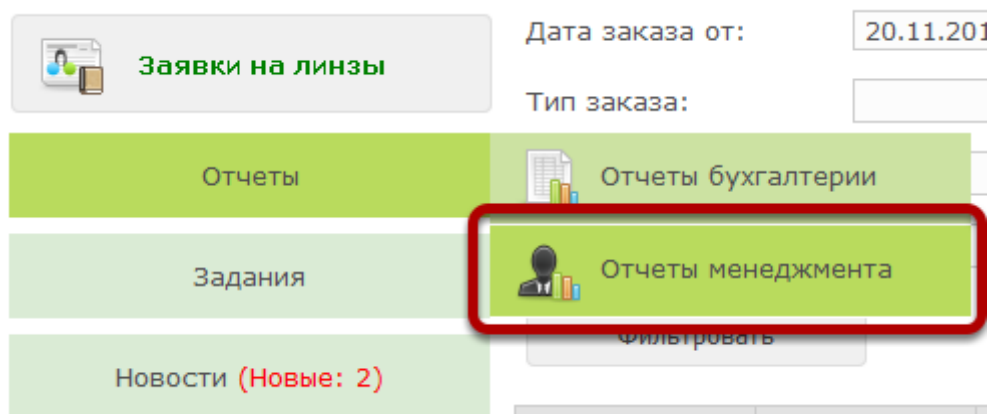 Заявки на линзы
Дата заказа от:
20.11.201
Тип заказа:
Отчеты
Отчеты бухгалтерии
Отчеты менеджмента
Задания
Фильтровать
Новости (Новые: 2)